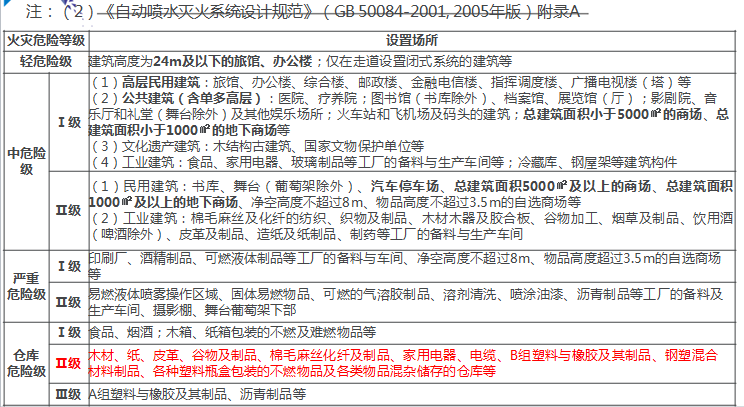 注：（2）《自动喷水灭火系统设计规范》（GB 50084-2001, 2005年版）附录A
火灾危险等级 设置场所
轻危险级 建筑高度为24m及以下的旅馆、办公楼；仅在走道设置闭式系统的建筑等
中危险级 Ⅰ级 （1）高层民用建筑：旅馆、办公楼、综合楼、邮政楼、金融电信楼、指挥调度楼、广播电视楼（塔）等
（2）公共建筑（含单多高层）：医院、疗养院；图书馆（书库除外）、档案馆、展览馆（厅）；影剧院、音
乐厅和礼堂（舞台除外）及其他娱乐场所；火车站和飞机场及码头的建筑；总建筑面积小于5000㎡的商场、总
建筑面积小于1000㎡的地下商场等
（3）文化遗产建筑：木结构古建筑、国家文物保护单位等
（4）工业建筑：食品、家用电器、玻璃制品等工厂的备料与生产车间等；冷藏库、钢屋架等建筑构件
Ⅱ级 （1）民用建筑：书库、舞台（葡萄架除外）、汽车停车场、总建筑面积5000㎡及以上的商场、总建筑面积
1000㎡及以上的地下商场、净空高度不超过8m、物品高度不超过3.5m的自选商场等
（2）工业建筑：棉毛麻丝及化纤的纺织、织物及制品、木材木器及胶合板、谷物加工、烟草及制品、饮用酒
（啤酒除外）、皮革及制品、造纸及纸制品、制药等工厂的备料与生产车间
严重危险级 Ⅰ级 印刷厂、酒精制品、可燃液体制品等工厂的备料与车间、净空高度不超过8m、物品高度超过3.5m的自选商场
等
Ⅱ级 易燃液体喷雾操作区域、固体易燃物品、可燃的气溶胶制品、溶剂清洗、喷涂油漆、沥青制品等工厂的备料及
生产车间、摄影棚、舞台葡萄架下部
仓库危险级 Ⅰ级 食品、烟酒；木箱、纸箱包装的不燃及难燃物品等
Ⅱ级 木材、纸、皮革、谷物及制品、棉毛麻丝化纤及制品、家用电器、电缆、B组塑料与橡胶及其制品、钢塑混合
材料制品、各种塑料瓶盒包装的不燃物品及各类物品混杂储存的仓库等
Ⅲ级 A组塑料与橡胶及其制品、沥青制品等